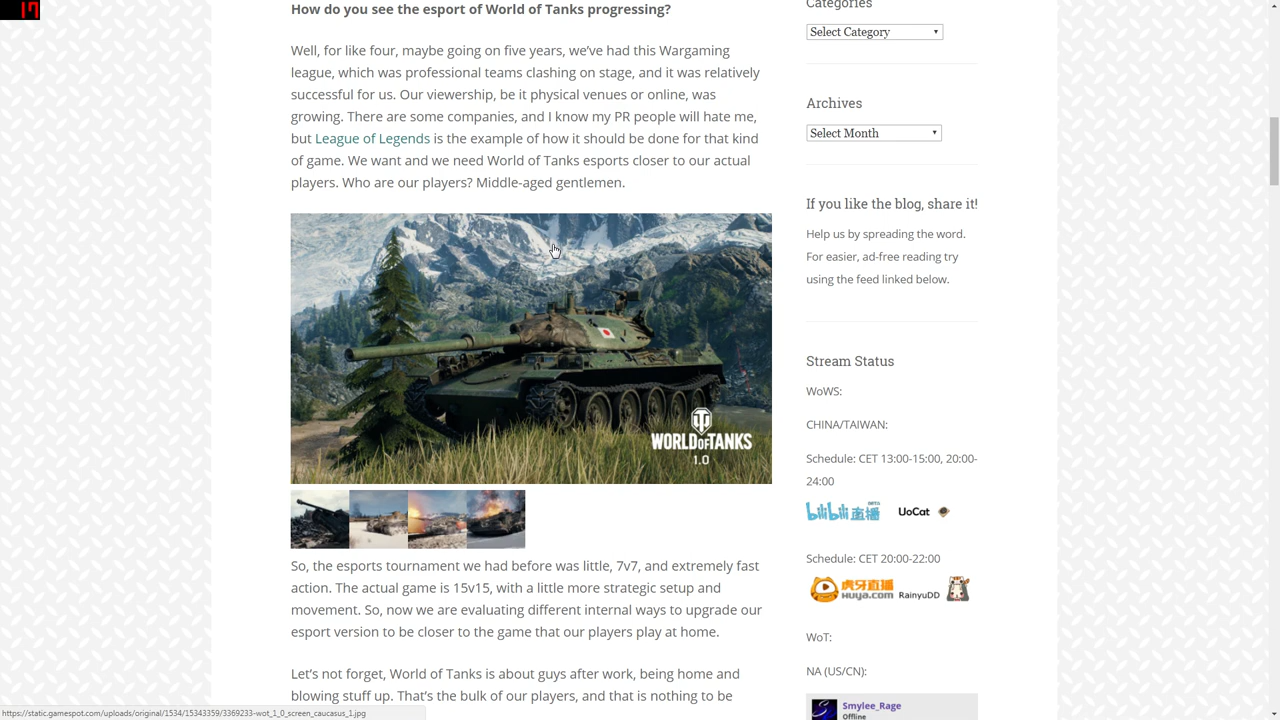 17
How do you see the esport of World of Tanks progressing?
Well, for like four, maybe going on five years, we’ve had this Wargaming
league, which was professional teams clashing on stage, and it was relatively
successful for us. Our viewership, be it physical venues or online, was
growing. There are some companies, and I know my PR people will hate me,
but League of Legends is the example of how it should be done for that kind
of game. We want and we need World of Tanks esports closer to our actual
players. Who are our players? Middle-aged gentlemen.
WORLD OF TANKS
1.0
So, the esports tournament we had before was little, 7v7, and extremely fast
action. The actual game is 15v15, with a little more strategic setup and
movement. So, now we are evaluating different internal ways to upgrade our
esport version to be closer to the game that our players play at home.
Let’s not forget, World of Tanks is about guys after work, being home and
blowing stuff up. That’s the bulk of our players, and that is nothing to be
https://static.gamespot.com/uploads/original/1534/15343359/3369233-wot_1_0_screen_caucasus_1.jpg
Categories
Select Category
Archives
Select Month
If you like the blog, share it!
Help us by spreading the word.
For easier, ad-free reading try
using the feed linked below.
Stream Status
WoWS:
CHINA/TAIWAN:
Schedule: CET 13:00-15:00, 20:00-
24:00
bilibili 直播 BETA UoCat
Schedule: CET 20:00-22:00
虎牙直播 HUYA.COM RainyuDD
WoT:
NA (US/CN):
Smylee_Rage
Offline